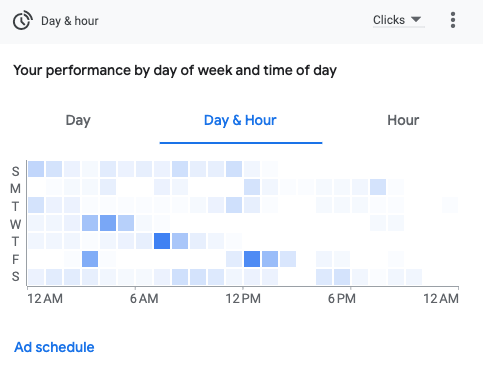 Day & hour
Clicks
Your performance by day of week and time of day
Day
Day & Hour
Hour
S
M
T
W
T
F
S
12 AM 6 AM 12 PM 6 PM 12 AM
Ad schedule